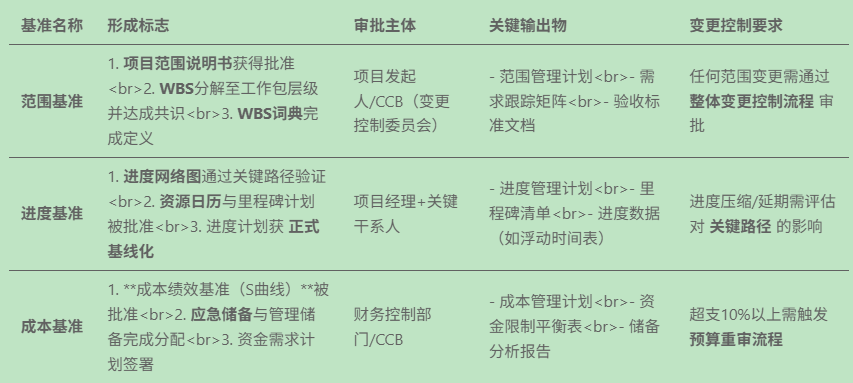 基准名称 形成标志 审批主体 关键输出物 变更控制要求
范围基准
1. 项目范围说明书获得批准
<br>2. WBS分解至工作包层级
并达成共识<br>3. WBS词典完
成定义
项目发起
人/CCB（变更
控制委员会）
- 范围管理计划<br>- 需
求跟踪矩阵<br>- 验收标
准文档
任何范围变更需通过
整体变更控制流程 审
批
进度基准
1. 进度网络图通过关键路径验证
<br>2. 资源日历与里程碑计划
被批准<br>3. 进度计划获 正式
基线化
项目经理+关键
干系人
- 进度管理计划<br>- 里
程碑清单<br>- 进度数据
（如浮动时间表）
进度压缩/延期需评估
对 关键路径 的影响
成本基准
1. **成本绩效基准（S曲线）**被
批准<br>2. 应急储备与管理储
备完成分配<br>3. 资金需求计
划签署
财务控制部
门/CCB
- 成本管理计划<br>- 资
金限制平衡表<br>- 储备
分析报告
超支10%以上需触发
预算重审流程